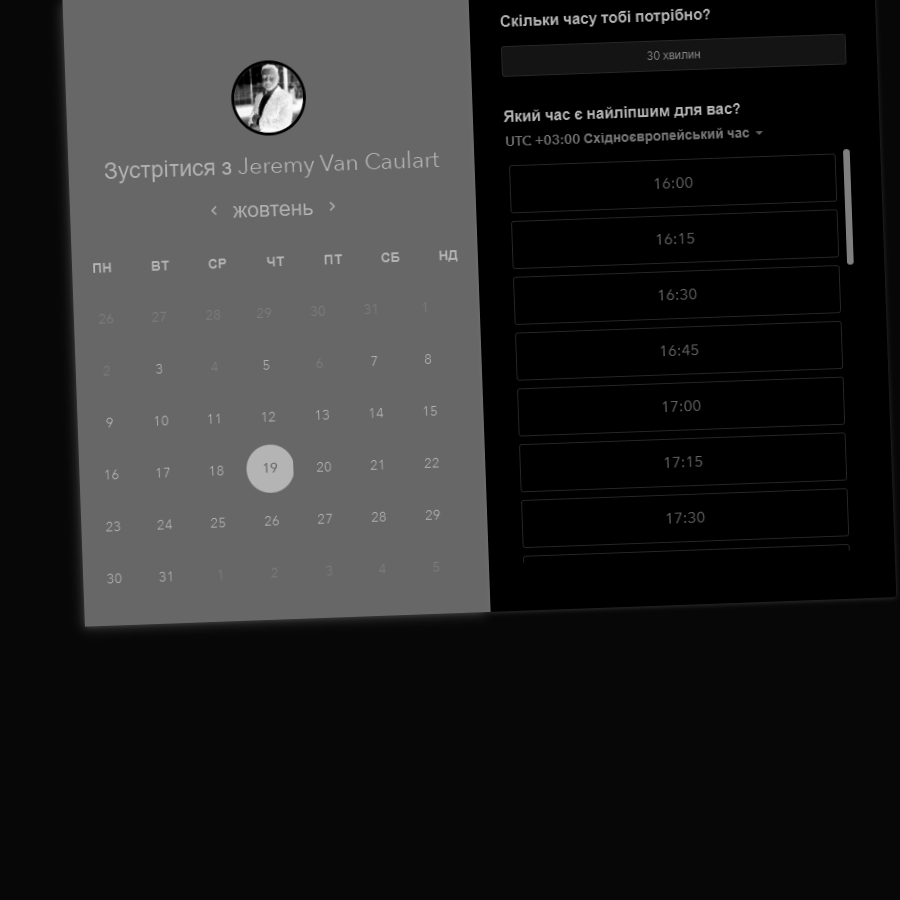 Зустрітися з Jeremy Van Caulart
жовтень
ПН ВТ СР ЧТ ПТ СБ НД
26 27 28 29 30 31 1
2 3 4 5 6 7 8
9 10 11 12 13 14 15
16 17 18 19 20 21 22
23 24 25 26 27 28 29
30 31 1 2 3 4 5
Скільки часу тобі потрібно?
30 хвилин
Який час є найліпшим для вас?
UTC +03:00 Східноєвропейський час
16:00
16:15
16:30
16:45
17:00
17:15
17:30